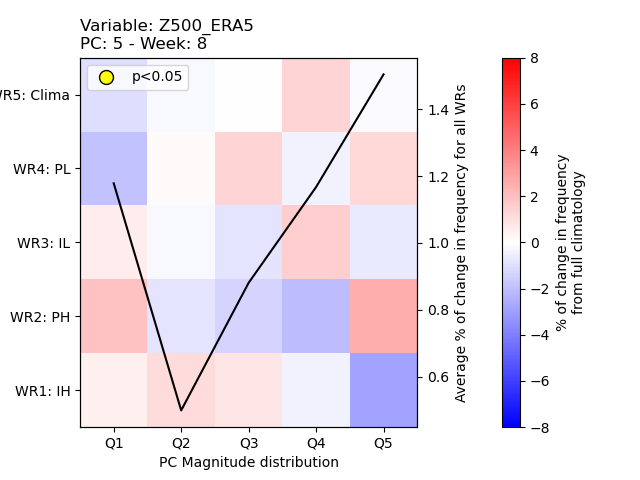 Variable: Z500_ERA5
PC: 5 - Week: 8
p<0.05
WR5: Clima
WR4: PL
WR3: IL
WR2: PH
WR1: IH
Q1 Q2 Q3 Q4 Q5
PC Magnitude distribution
1.4
1.2
1.0
0.8
0.6
Average % of change in frequency for all WRs
8
6
4
2
0
−2
−4
−6
−8
% of change in frequency
from full climatology